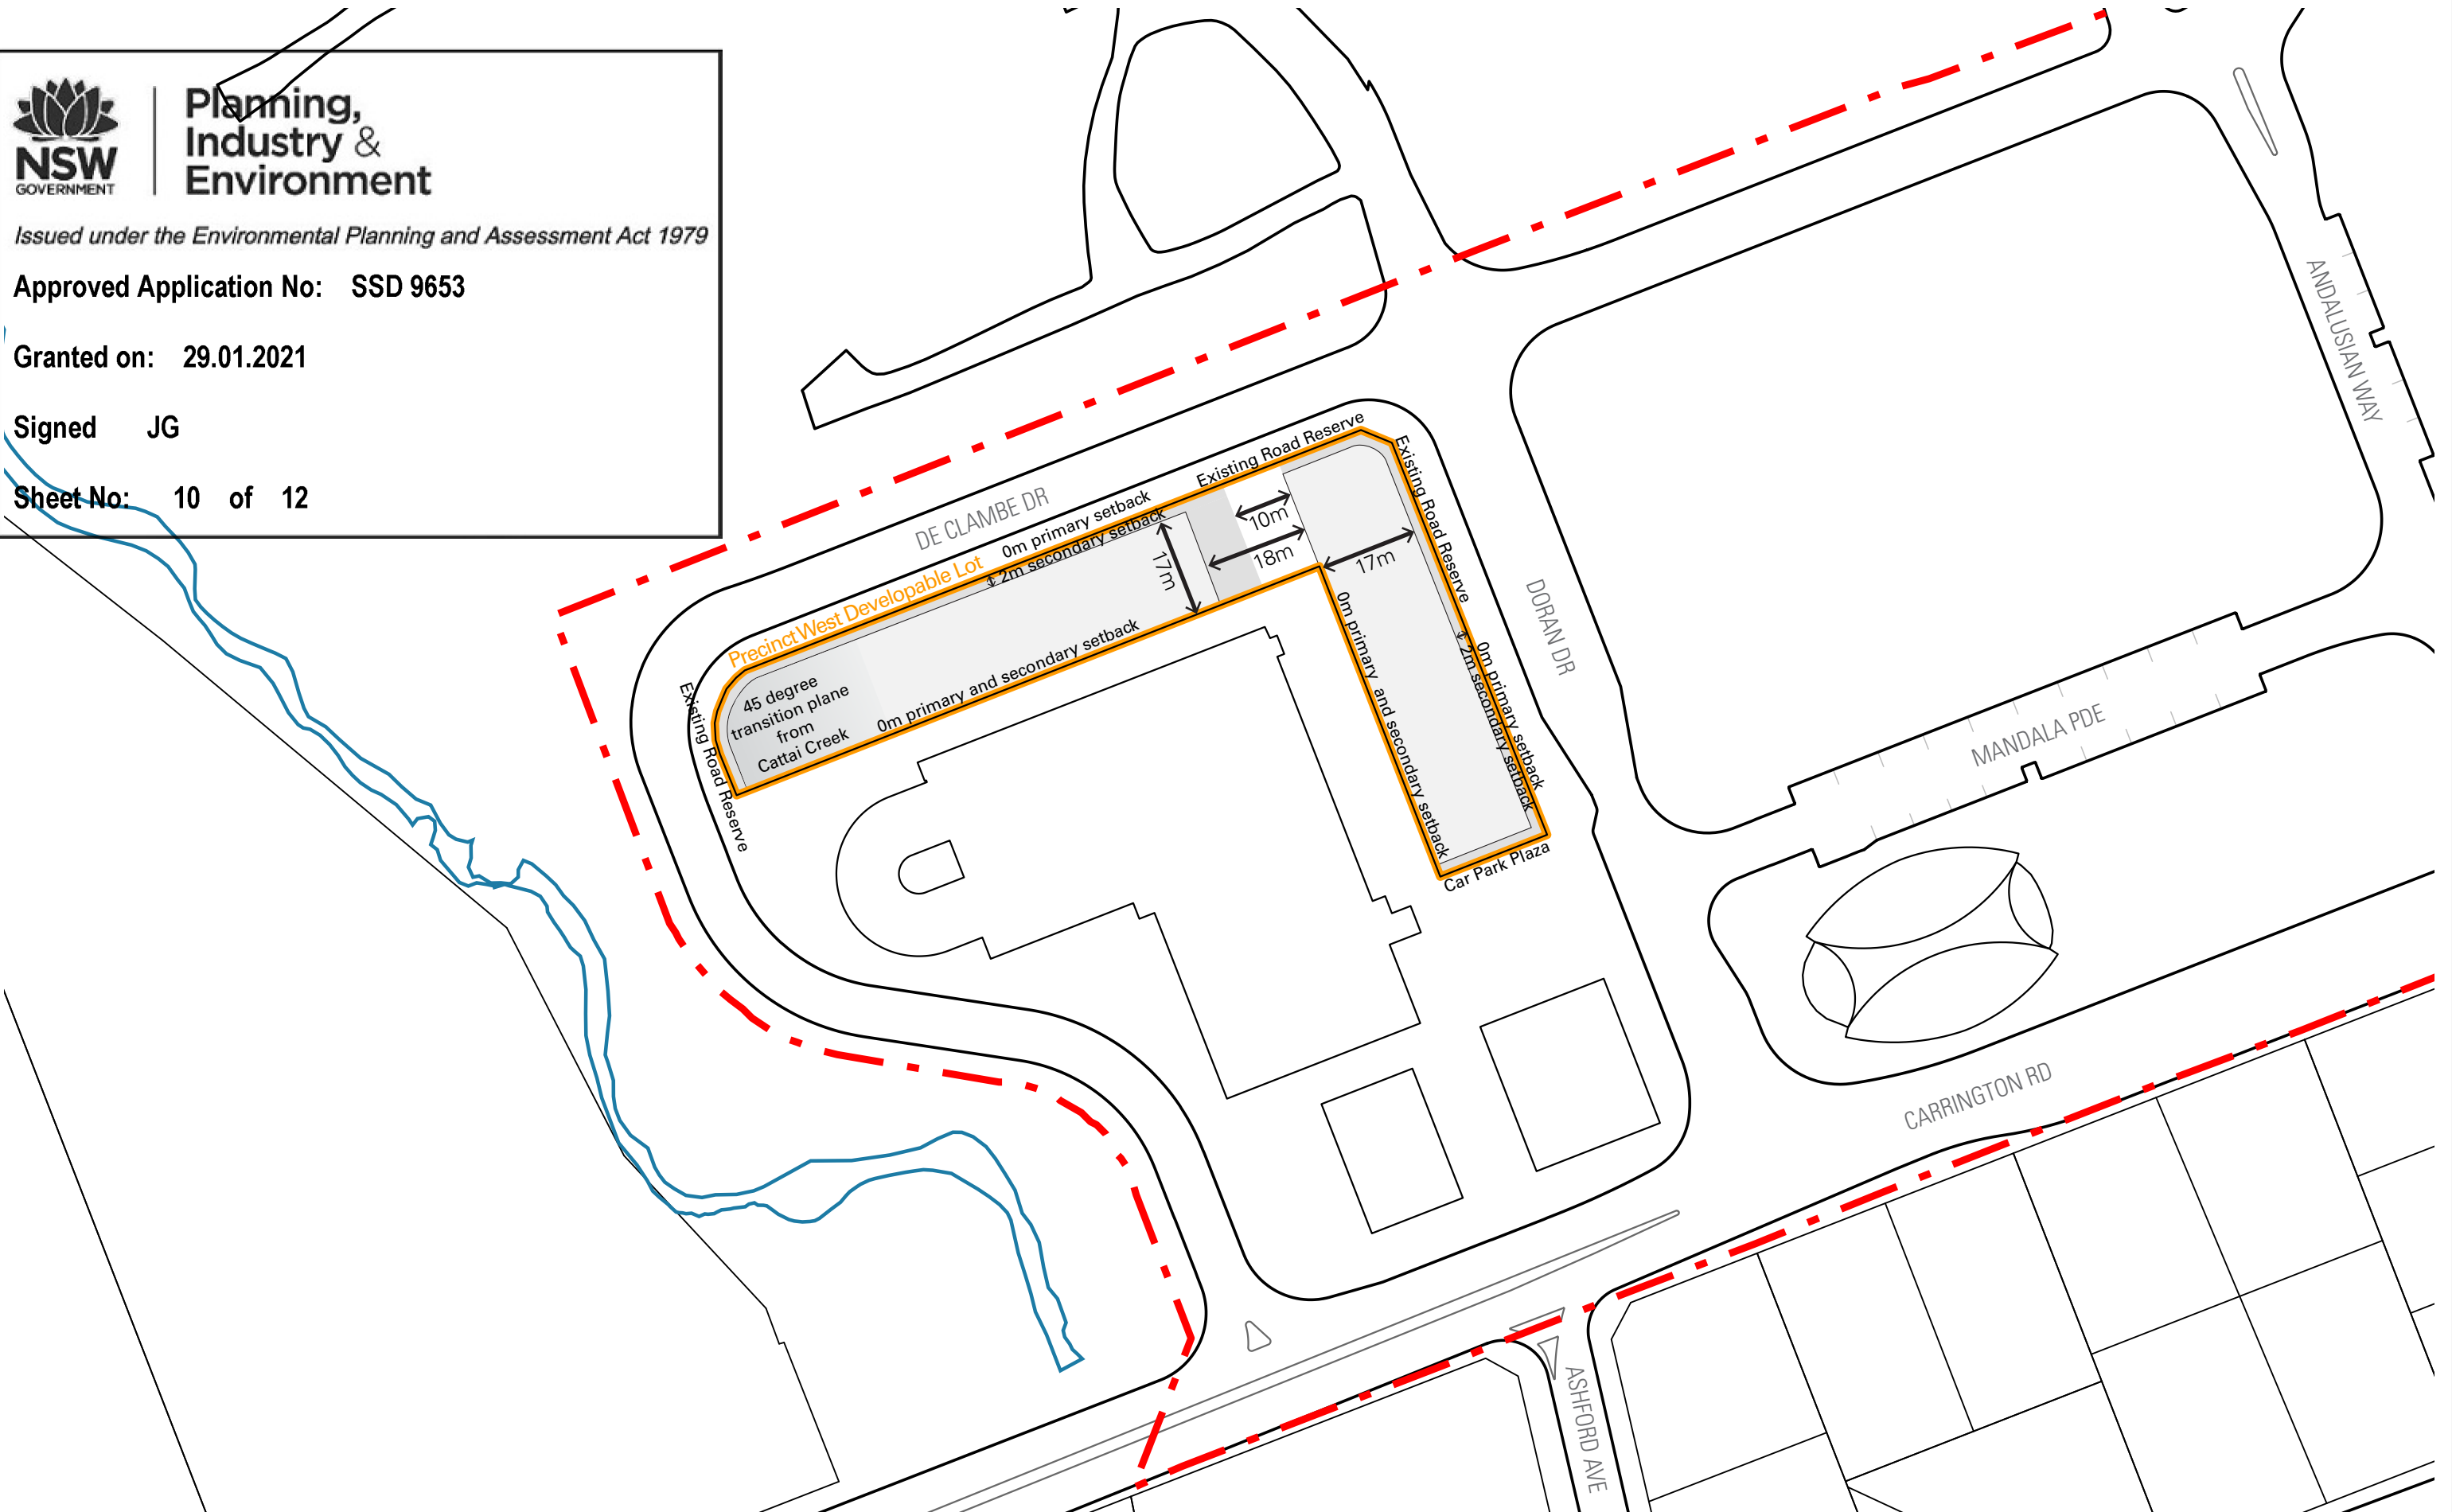 Planning,
Industry &
Environment
NSW
GOVERNMENT
Issued under the Environmental Planning and Assessment Act 1979
Approved Application No: SSD 9653
Granted on: 29.01.2021
Signed JG
Sheet No: 10 of 12
DE CLAMBE DR
Existing Road Reserve
0m primary setback
2m secondary setback
Precinct West Developable Lot
10m
18m
17m
17m
Existing Road Reserve
0m primary and secondary setback
45 degree
transition plane
from
Cattai Creek
Existing Road Reserve
0m primary and secondary setback
2m secondary setback
0m primary setback
Car Park Plaza
DORAN DR
ANDALUSIAN WAY
MANDALA PDE
CARRINGTON RD
ASHFORD AVE